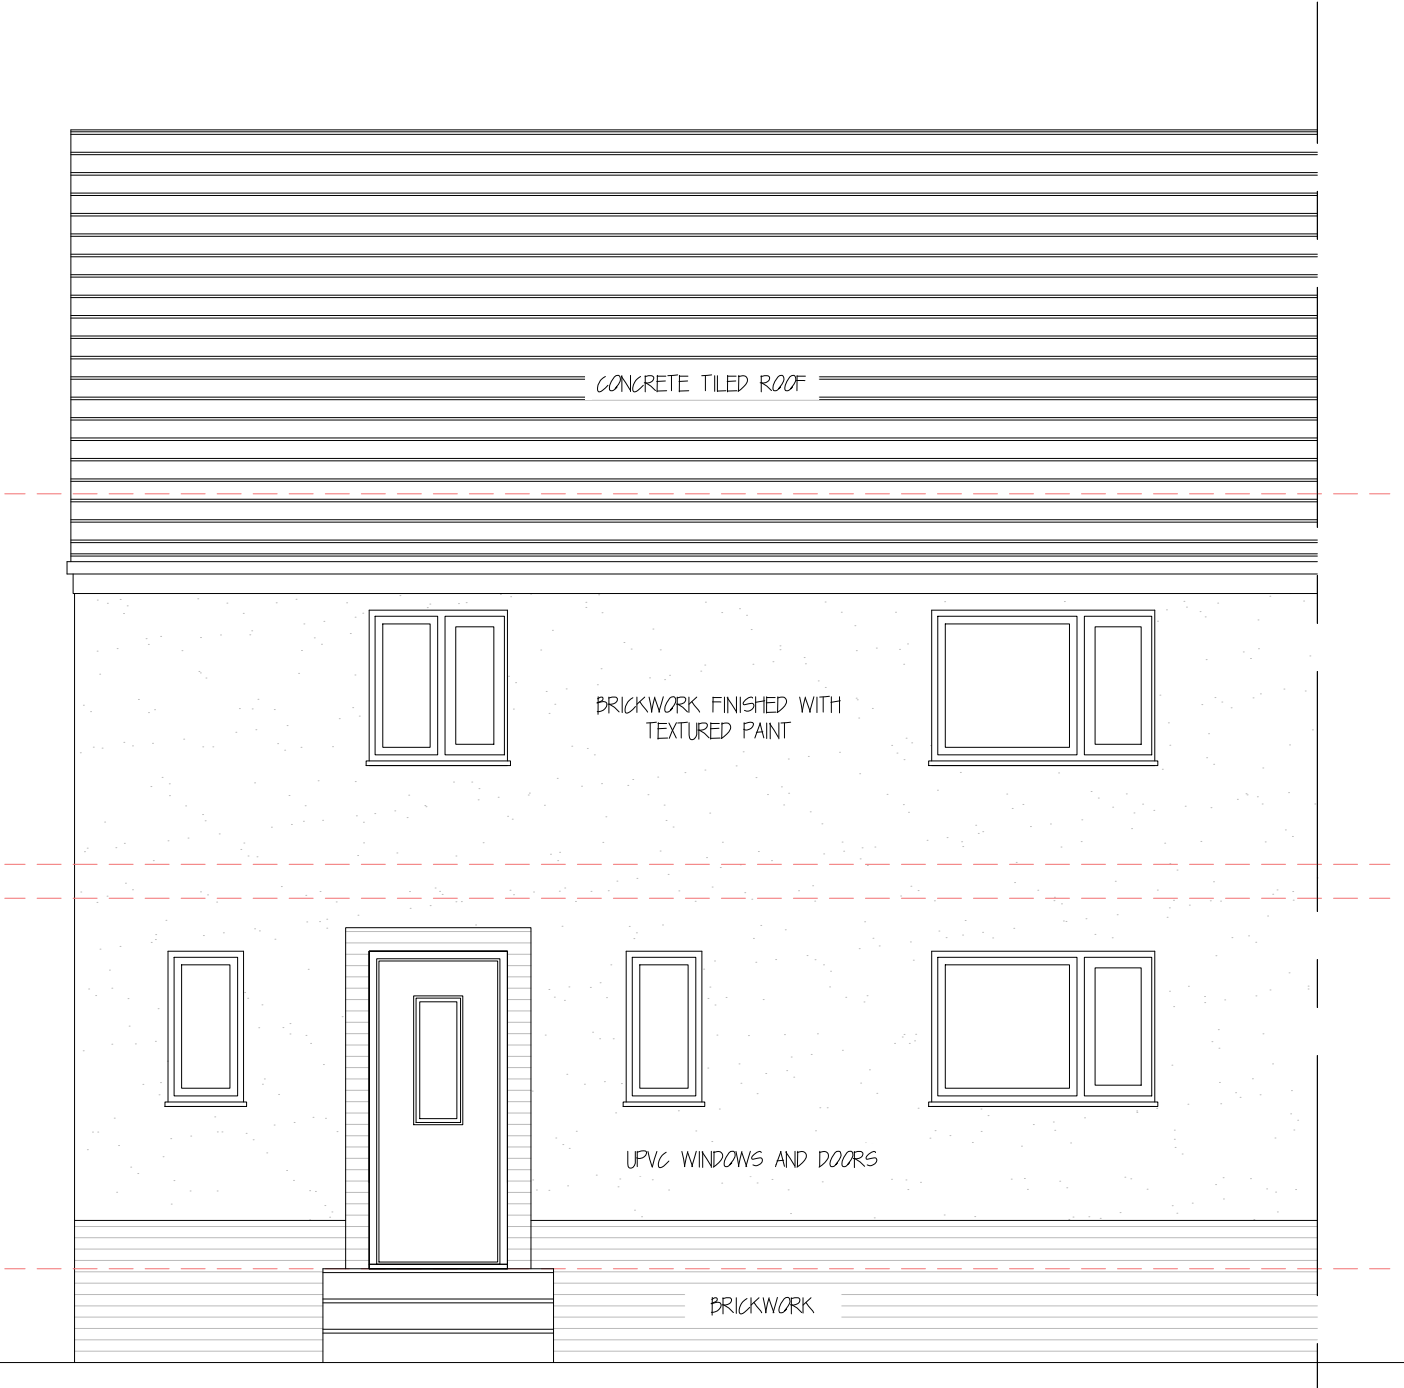 CONCRETE TILED ROOF
BRICKWORK FINISHED WITH
TEXTURED PAINT
UPVC WINDOWS AND DOORS
BRICKWORK